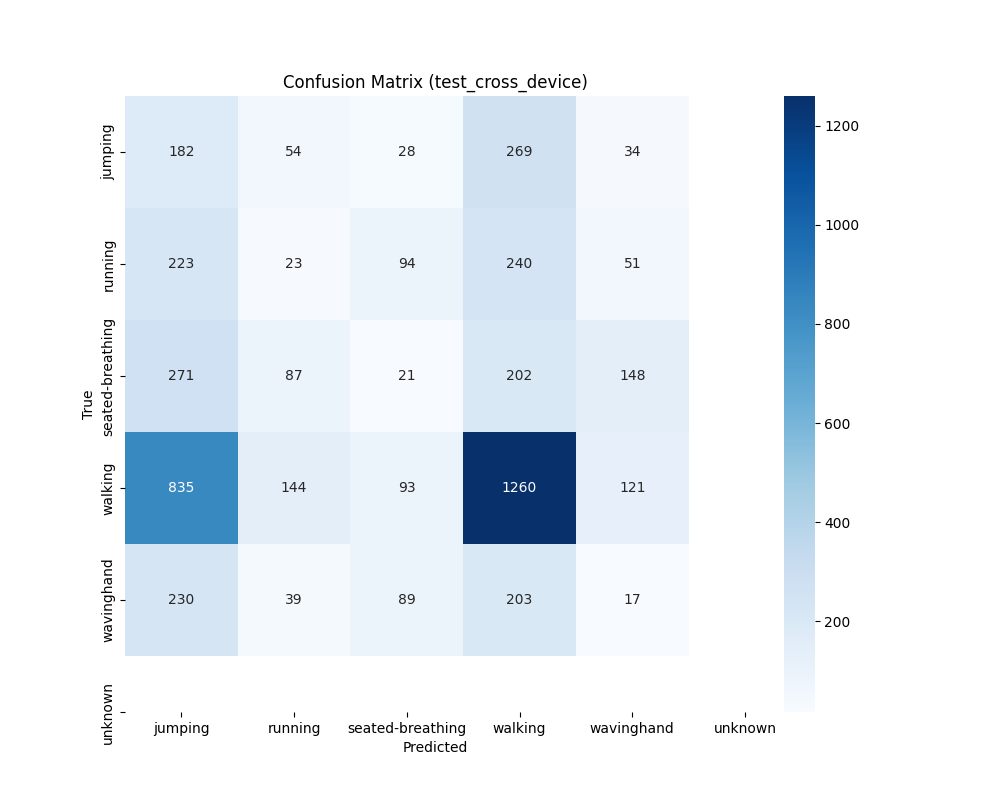 Confusion Matrix (test_cross_device)
True
jumping 182 54 28 269 34
running 223 23 94 240 51
seated-breathing 271 87 21 202 148
walking 835 144 93 1260 121
wavinghand 230 39 89 203 17
unknown
jumping running seated-breathing walking wavinghand unknown
Predicted
1200
1000
800
600
400
200